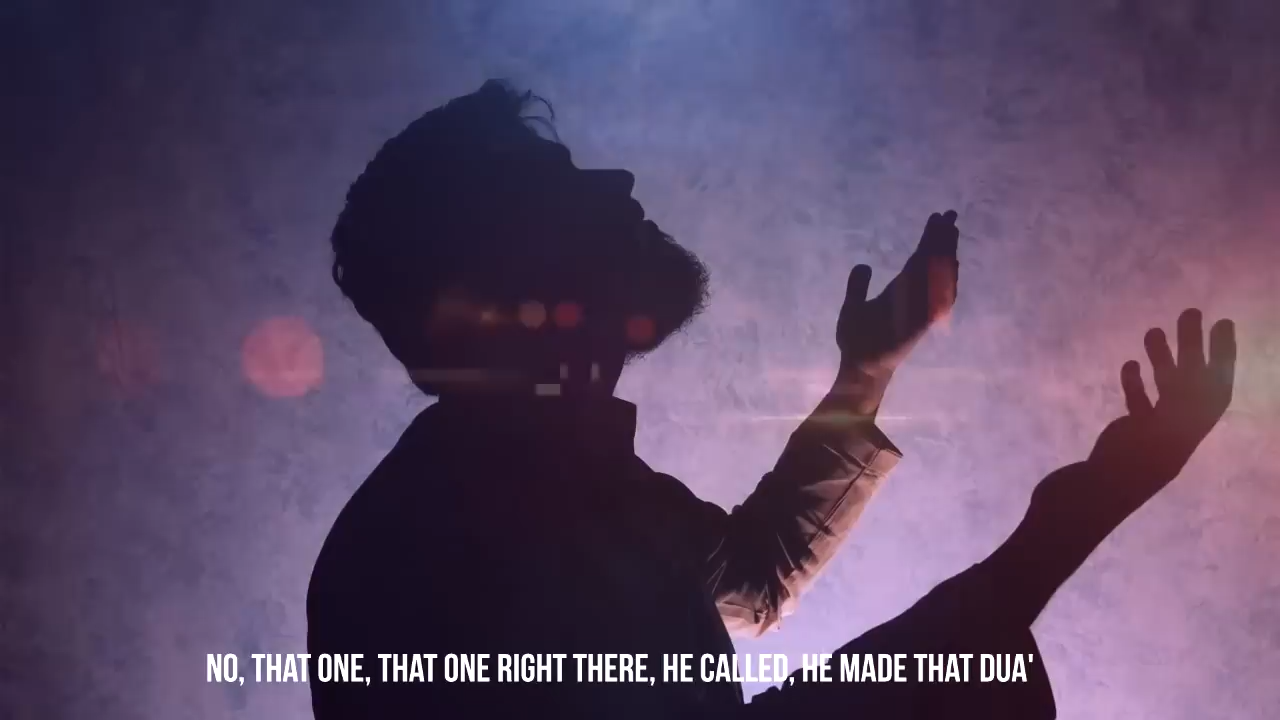 NO, THAT ONE, THAT ONE RIGHT THERE, HE CALLED, HE MADE THAT DUA'